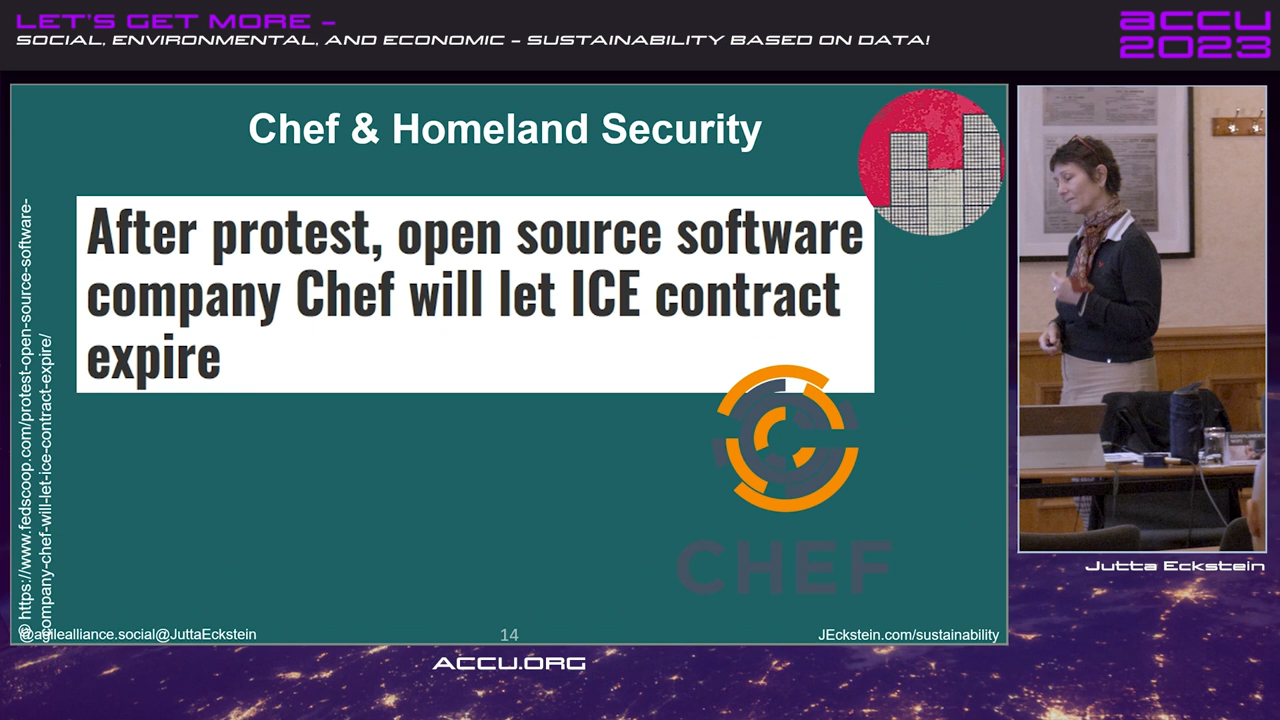 LET'S GET MORE –
SOCIAL, ENVIRONMENTAL, AND ECONOMIC – SUSTAINABILITY BASED ON DATA!
accu
2023
Chef & Homeland Security
After protest, open source software
company Chef will let ICE contract
expire
© https://www.fedscoop.com/protest-open-source-software-
company-chef-will-let-ice-contract-expire/
CHEF
@agilealliance.social@JuttaEckstein
14
JEckstein.com/sustainability
Jutta Eckstein
ACCU.ORG